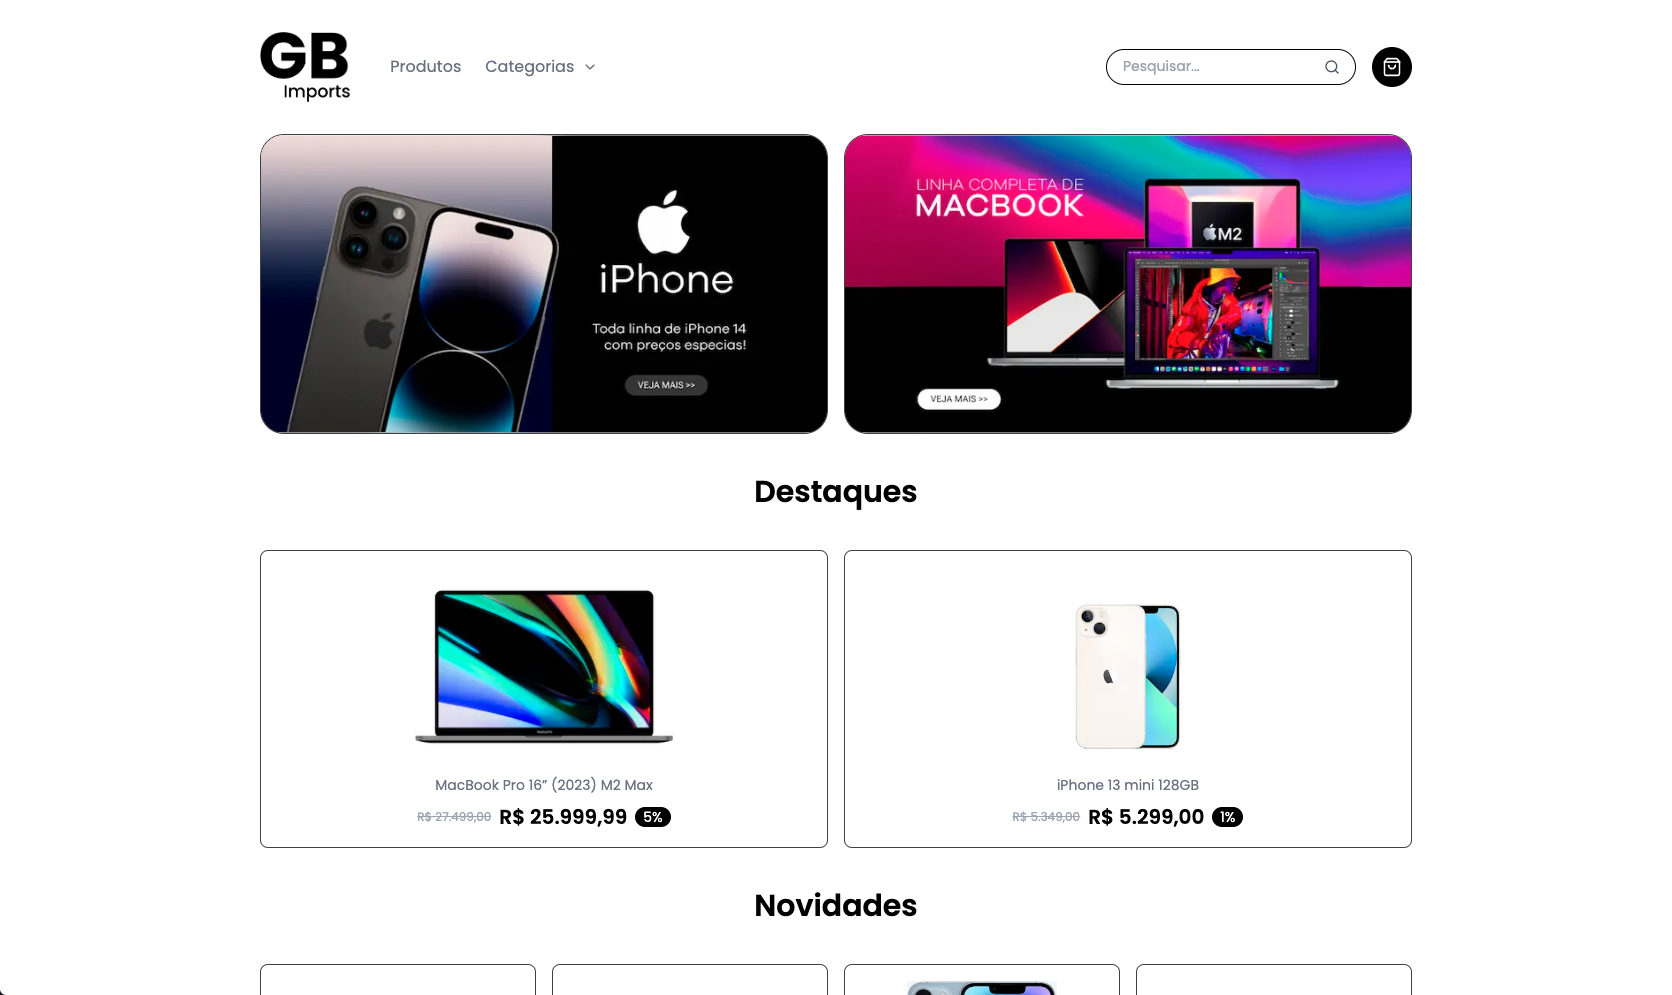 GB
Imports
Produtos
Categorias
Pesquisar...
iPhone
Toda linha de iPhone 14
com preços especias!
VEJA MAIS >>
LINHA COMPLETA DE
MACBOOK
M2
VEJA MAIS >>
Destaques
MacBook Pro 16” (2023) M2 Max
R$ 27.499,00 R$ 25.999,99 5%
iPhone 13 mini 128GB
R$ 5.349,00 R$ 5.299,00 1%
Novidades